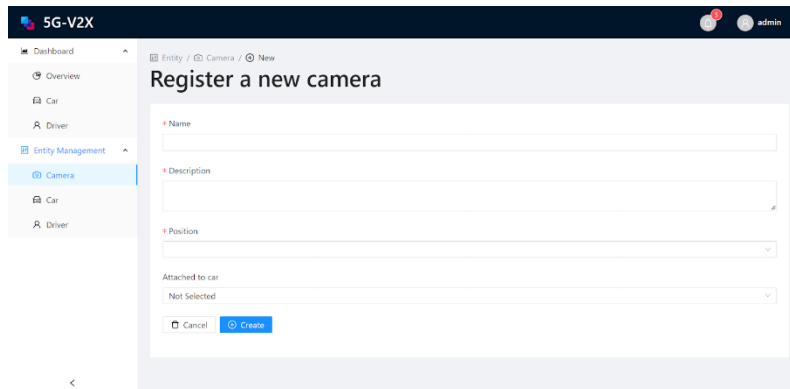 5G-V2X
3
admin
Dashboard
Overview
Car
Driver
Entity Management
Camera
Car
Driver
Entity / Camera / New
Register a new camera
* Name
* Description
* Position
Attached to car
Not Selected
Cancel
Create